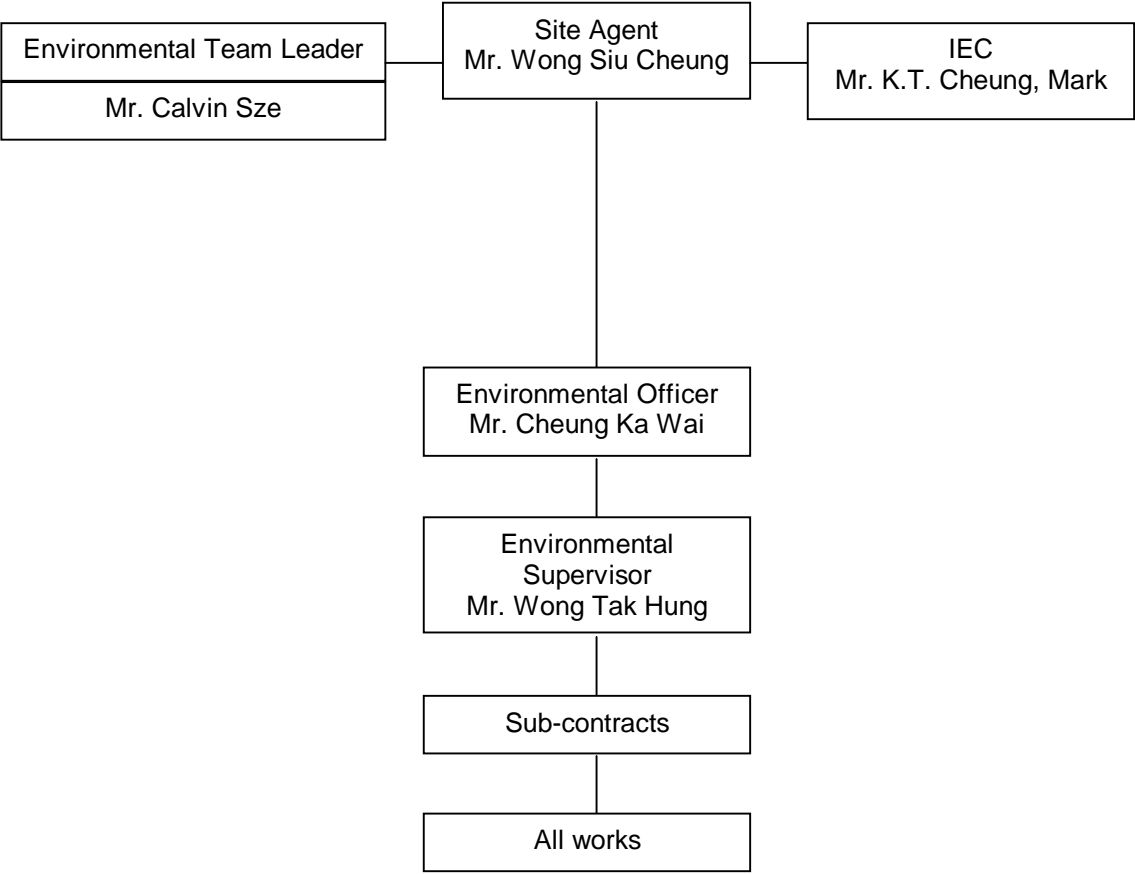 Environmental Team Leader
Mr. Calvin Sze
Site Agent
Mr. Wong Siu Cheung
IEC
Mr. K.T. Cheung, Mark
Environmental Officer
Mr. Cheung Ka Wai
Environmental
Supervisor
Mr. Wong Tak Hung
Sub-contracts
All works